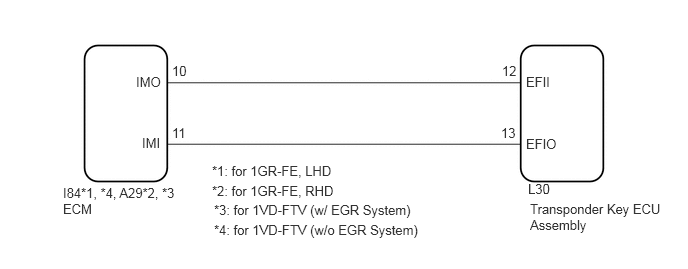 10
12
IMO
EFII
11
13
IMI
EFIO
*1: for 1GR-FE, LHD
I84*1, *4, A29*2, *3
ECM
*2: for 1GR-FE, RHD
L30
*3: for 1VD-FTV (w/ EGR System)
Transponder Key ECU
Assembly
*4: for 1VD-FTV (w/o EGR System)